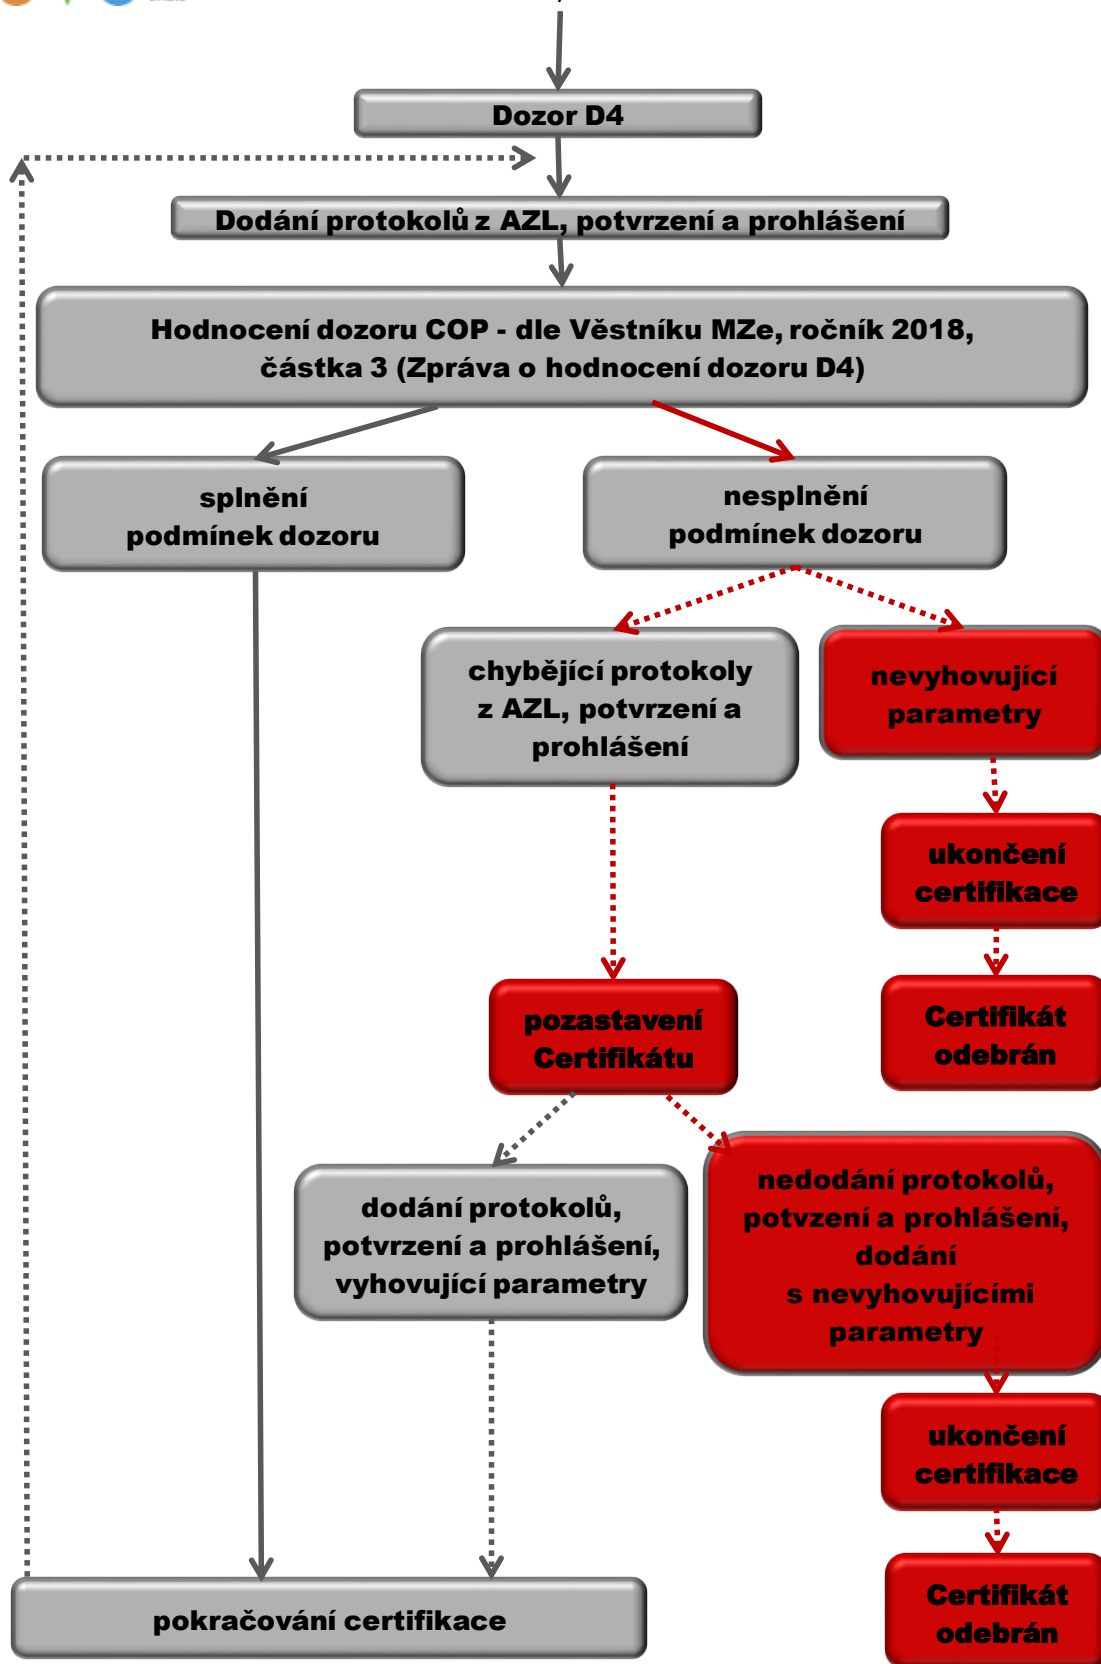 Dozor D4
Dodání protokolů z AZL, potvrzení a prohlášení
Hodnocení dozoru COP - dle Věstníku MZe, ročník 2018,
částka 3 (Zpráva o hodnocení dozoru D4)
splnění
podmínek dozoru
nesplnění
podmínek dozoru
chybějící protokoly
z AZL, potvrzení a
prohlášení
nevyhovující
parametry
ukončení
certifikace
Certifikát
odebrán
pozastavení
Certifikátu
dodání protokolů,
potvrzení a prohlášení,
vyhovující parametry
nedodání protokolů,
potvzení a prohlášení,
dodání
s nevyhovujícími
parametry
ukončení
certifikace
Certifikát
odebrán
pokračování certifikace